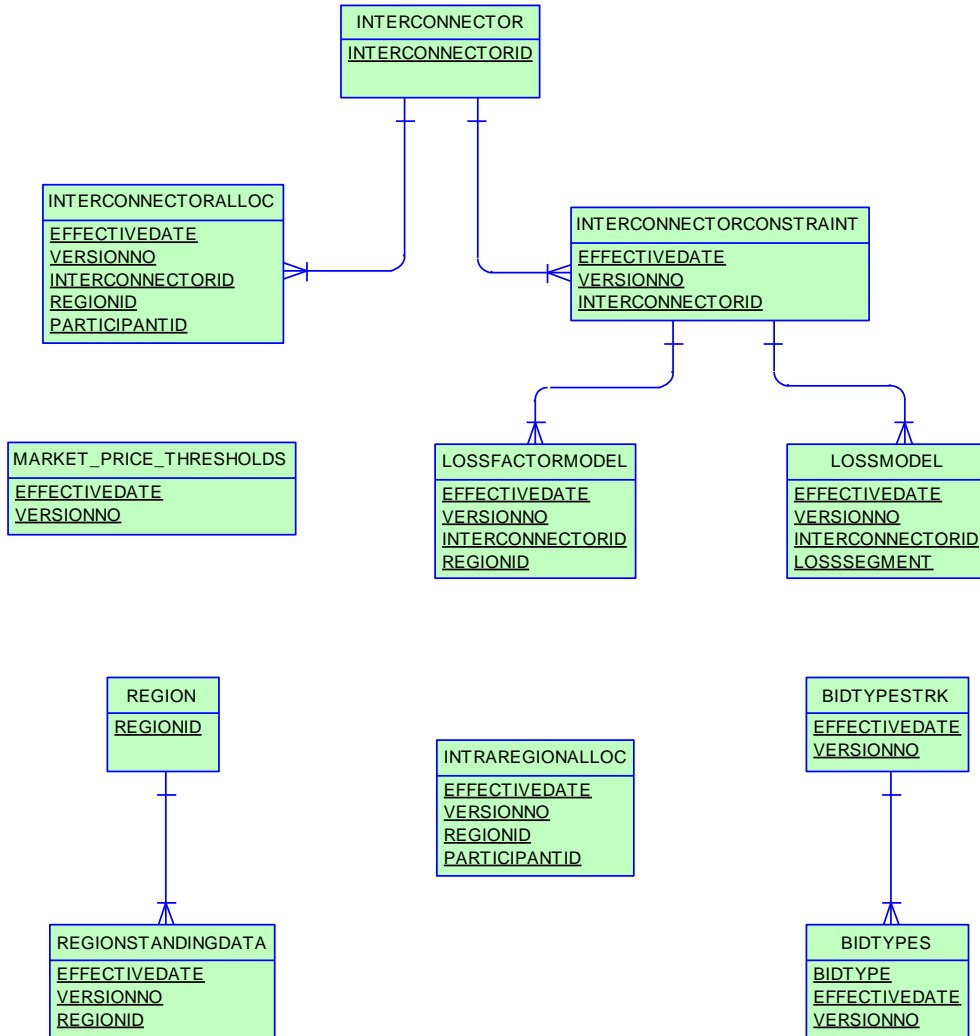 INTERCONNECTOR
INTERCONNECTORID
INTERCONNECTORALLOC
EFFECTIVEDATE
VERSIONNO
INTERCONNECTORID
REGIONID
PARTICIPANTID
INTERCONNECTORCONSTRAINT
EFFECTIVEDATE
VERSIONNO
INTERCONNECTORID
MARKET_PRICE_THRESHOLDS
EFFECTIVEDATE
VERSIONNO
LOSSFACTORMODEL
EFFECTIVEDATE
VERSIONNO
INTERCONNECTORID
REGIONID
LOSSMODEL
EFFECTIVEDATE
VERSIONNO
INTERCONNECTORID
LOSSSEGMENT
REGION
REGIONID
INTRAREGIONALLOC
EFFECTIVEDATE
VERSIONNO
REGIONID
PARTICIPANTID
BIDTYPESTRK
EFFECTIVEDATE
VERSIONNO
REGIONSTANDINGDATA
EFFECTIVEDATE
VERSIONNO
REGIONID
BIDTYPES
BIDTYPE
EFFECTIVEDATE
VERSIONNO